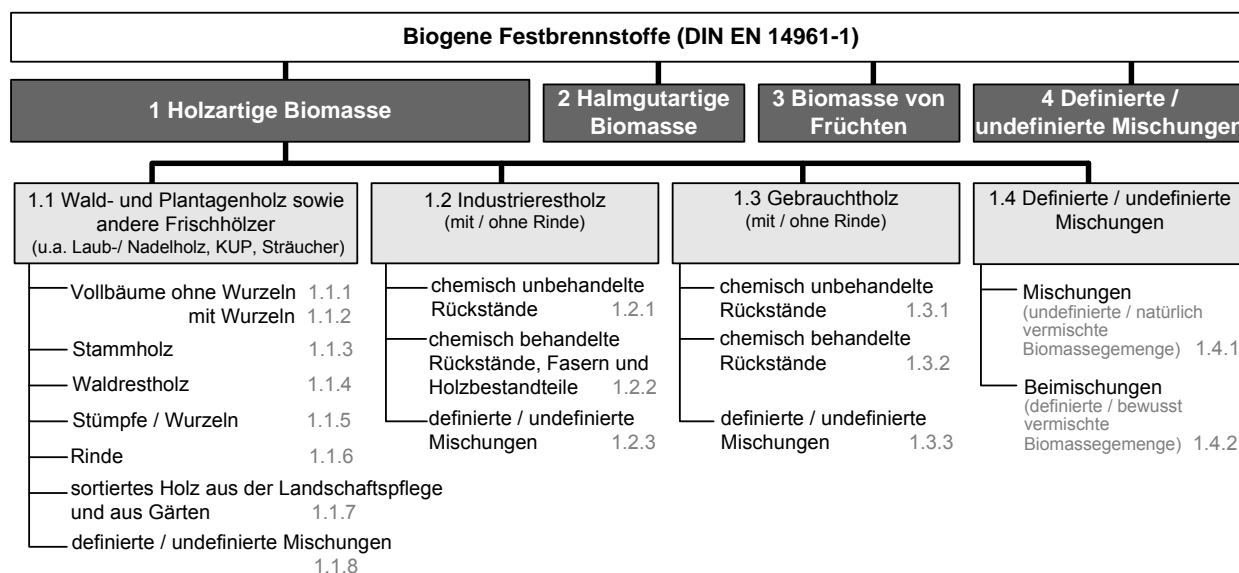 Biogene Festbrennstoffe (DIN EN 14961-1)
1 Holzartige Biomasse
2 Halmgutartige
Biomasse
3 Biomasse von
Früchten
4 Definierte /
undefinierte Mischungen
1.1 Wald- und Plantagenholz sowie
andere Frischhölzer
(u.a. Laub-/ Nadelholz, KUP, Sträucher)
Vollbäume ohne Wurzeln 1.1.1
mit Wurzeln 1.1.2
Stammholz 1.1.3
Waldrestholz 1.1.4
Stümpfe / Wurzeln 1.1.5
Rinde 1.1.6
sortiertes Holz aus der Landschaftspflege
und aus Gärten 1.1.7
definierte / undefinierte Mischungen
1.1.8
1.2 Industrierestholz
(mit / ohne Rinde)
chemisch unbehandelte
Rückstände 1.2.1
chemisch behandelte
Rückstände, Fasern und
Holzbestandteile 1.2.2
definierte / undefinierte
Mischungen 1.2.3
1.3 Gebrauchtholz
(mit / ohne Rinde)
chemisch unbehandelte
Rückstände 1.3.1
chemisch behandelte
Rückstände 1.3.2
definierte / undefinierte
Mischungen 1.3.3
1.4 Definierte / undefinierte
Mischungen
Mischungen
(undefinierte / natürlich
vermischte
Biomassegemenge) 1.4.1
Beimischungen
(definierte / bewusst
vermischte
Biomassegemenge) 1.4.2